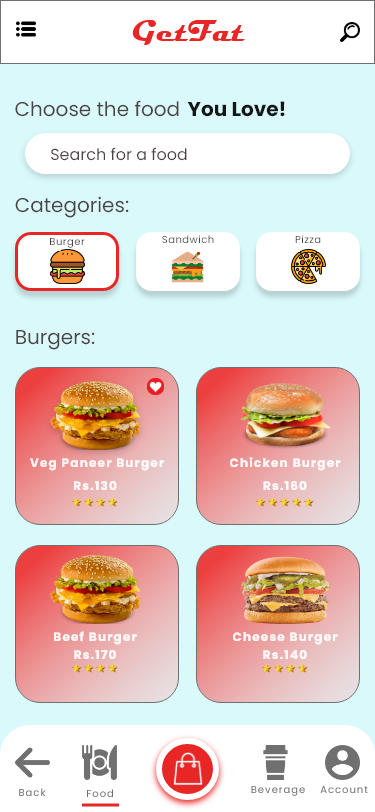 GetFat
Choose the food You Love!
Search for a food
Categories:
Burger
Sandwich
Pizza
Burgers:
Veg Paneer Burger
Rs.130
Chicken Burger
Rs.160
Beef Burger
Rs.170
Cheese Burger
Rs.140
Back
Food
Beverage
Account